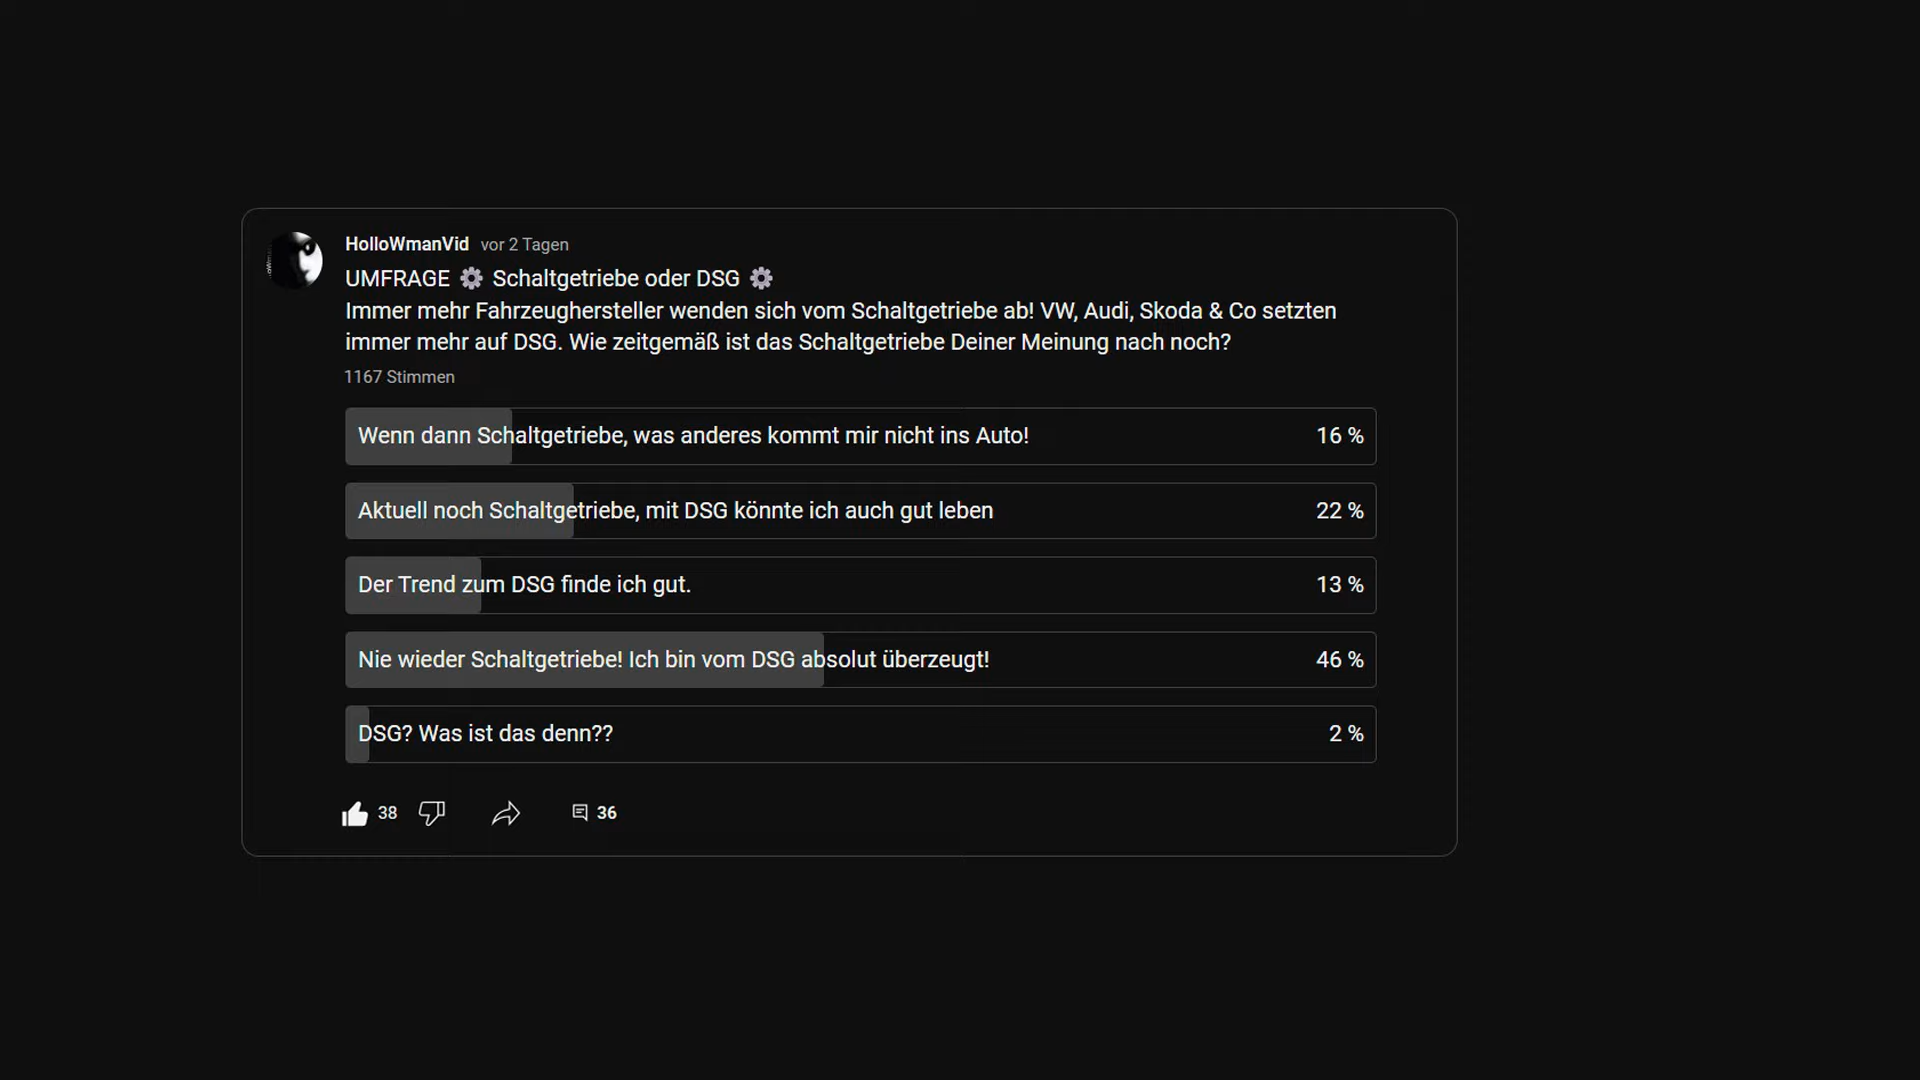 HolloWmanVid vor 2 Tagen
UMFRAGE ⚙ Schaltgetriebe oder DSG ⚙
Immer mehr Fahrzeughersteller wenden sich vom Schaltgetriebe ab! VW, Audi, Skoda & Co setzten
immer mehr auf DSG. Wie zeitgemäß ist das Schaltgetriebe Deiner Meinung nach noch?
1167 Stimmen
Wenn dann Schaltgetriebe, was anderes kommt mir nicht ins Auto! 16 %
Aktuell noch Schaltgetriebe, mit DSG könnte ich auch gut leben 22 %
Der Trend zum DSG finde ich gut. 13 %
Nie wieder Schaltgetriebe! Ich bin vom DSG absolut überzeugt! 46 %
DSG? Was ist das denn?? 2 %
38 36